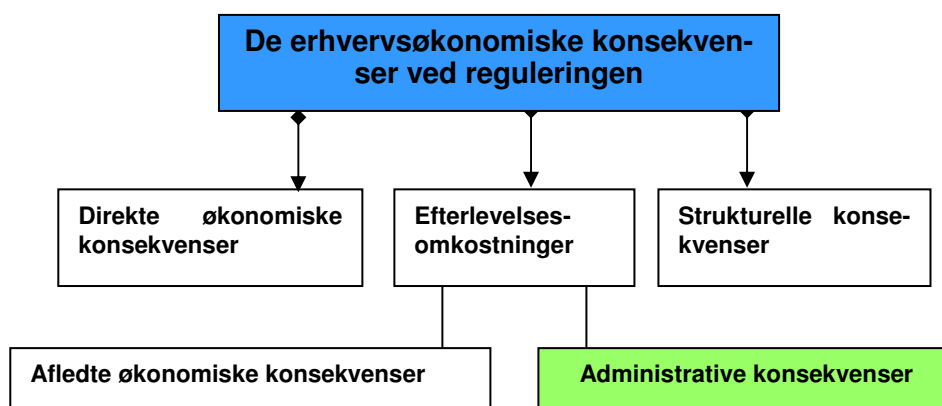 De erhvervsøkonomiske konsekven-
ser ved reguleringen
Direkte økonomiske
konsekvenser
Efterlevelses-
omkostninger
Strukturelle konse-
kvenser
Afledte økonomiske konsekvenser
Administrative konsekvenser